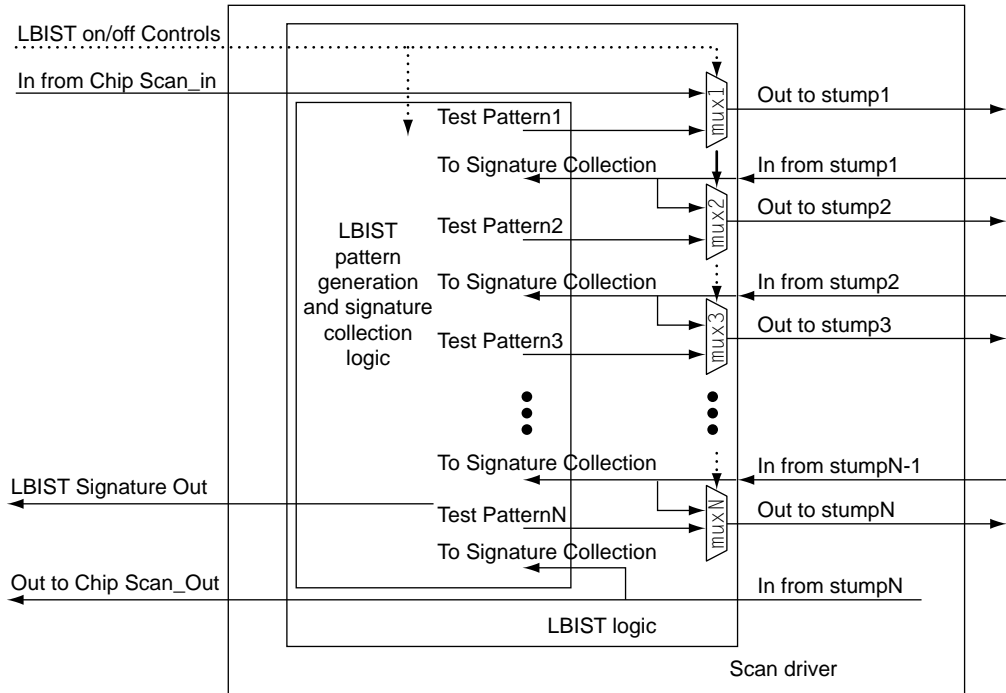 LBIST on/off Controls
In from Chip Scan_in
mux1
Out to stump1
Test Pattern1
To Signature Collection
In from stump1
mux2
Out to stump2
Test Pattern2
LBIST
pattern
generation
and signature
collection
logic
To Signature Collection
In from stump2
mux3
Out to stump3
Test Pattern3
To Signature Collection
In from stumpN-1
LBIST Signature Out
muxN
Out to stumpN
Test PatternN
To Signature Collection
Out to Chip Scan_Out
In from stumpN
LBIST logic
Scan driver